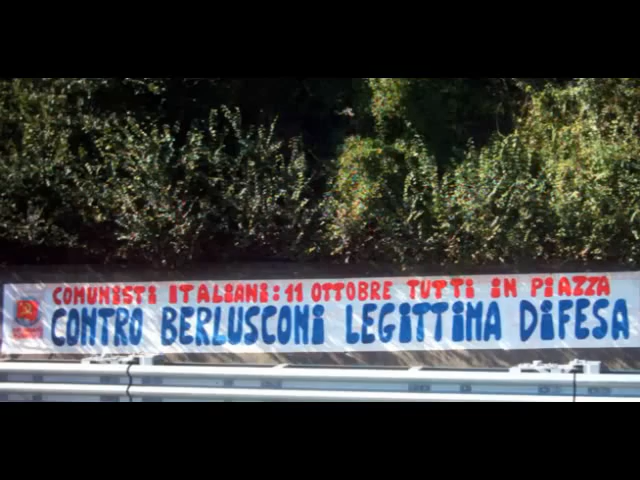 COMUNISTI ITALIANI: 11 OTTOBRE TUTTI IN PIAZZA
CONTRO BERLUSCONI LEGITTIMA DIFESA